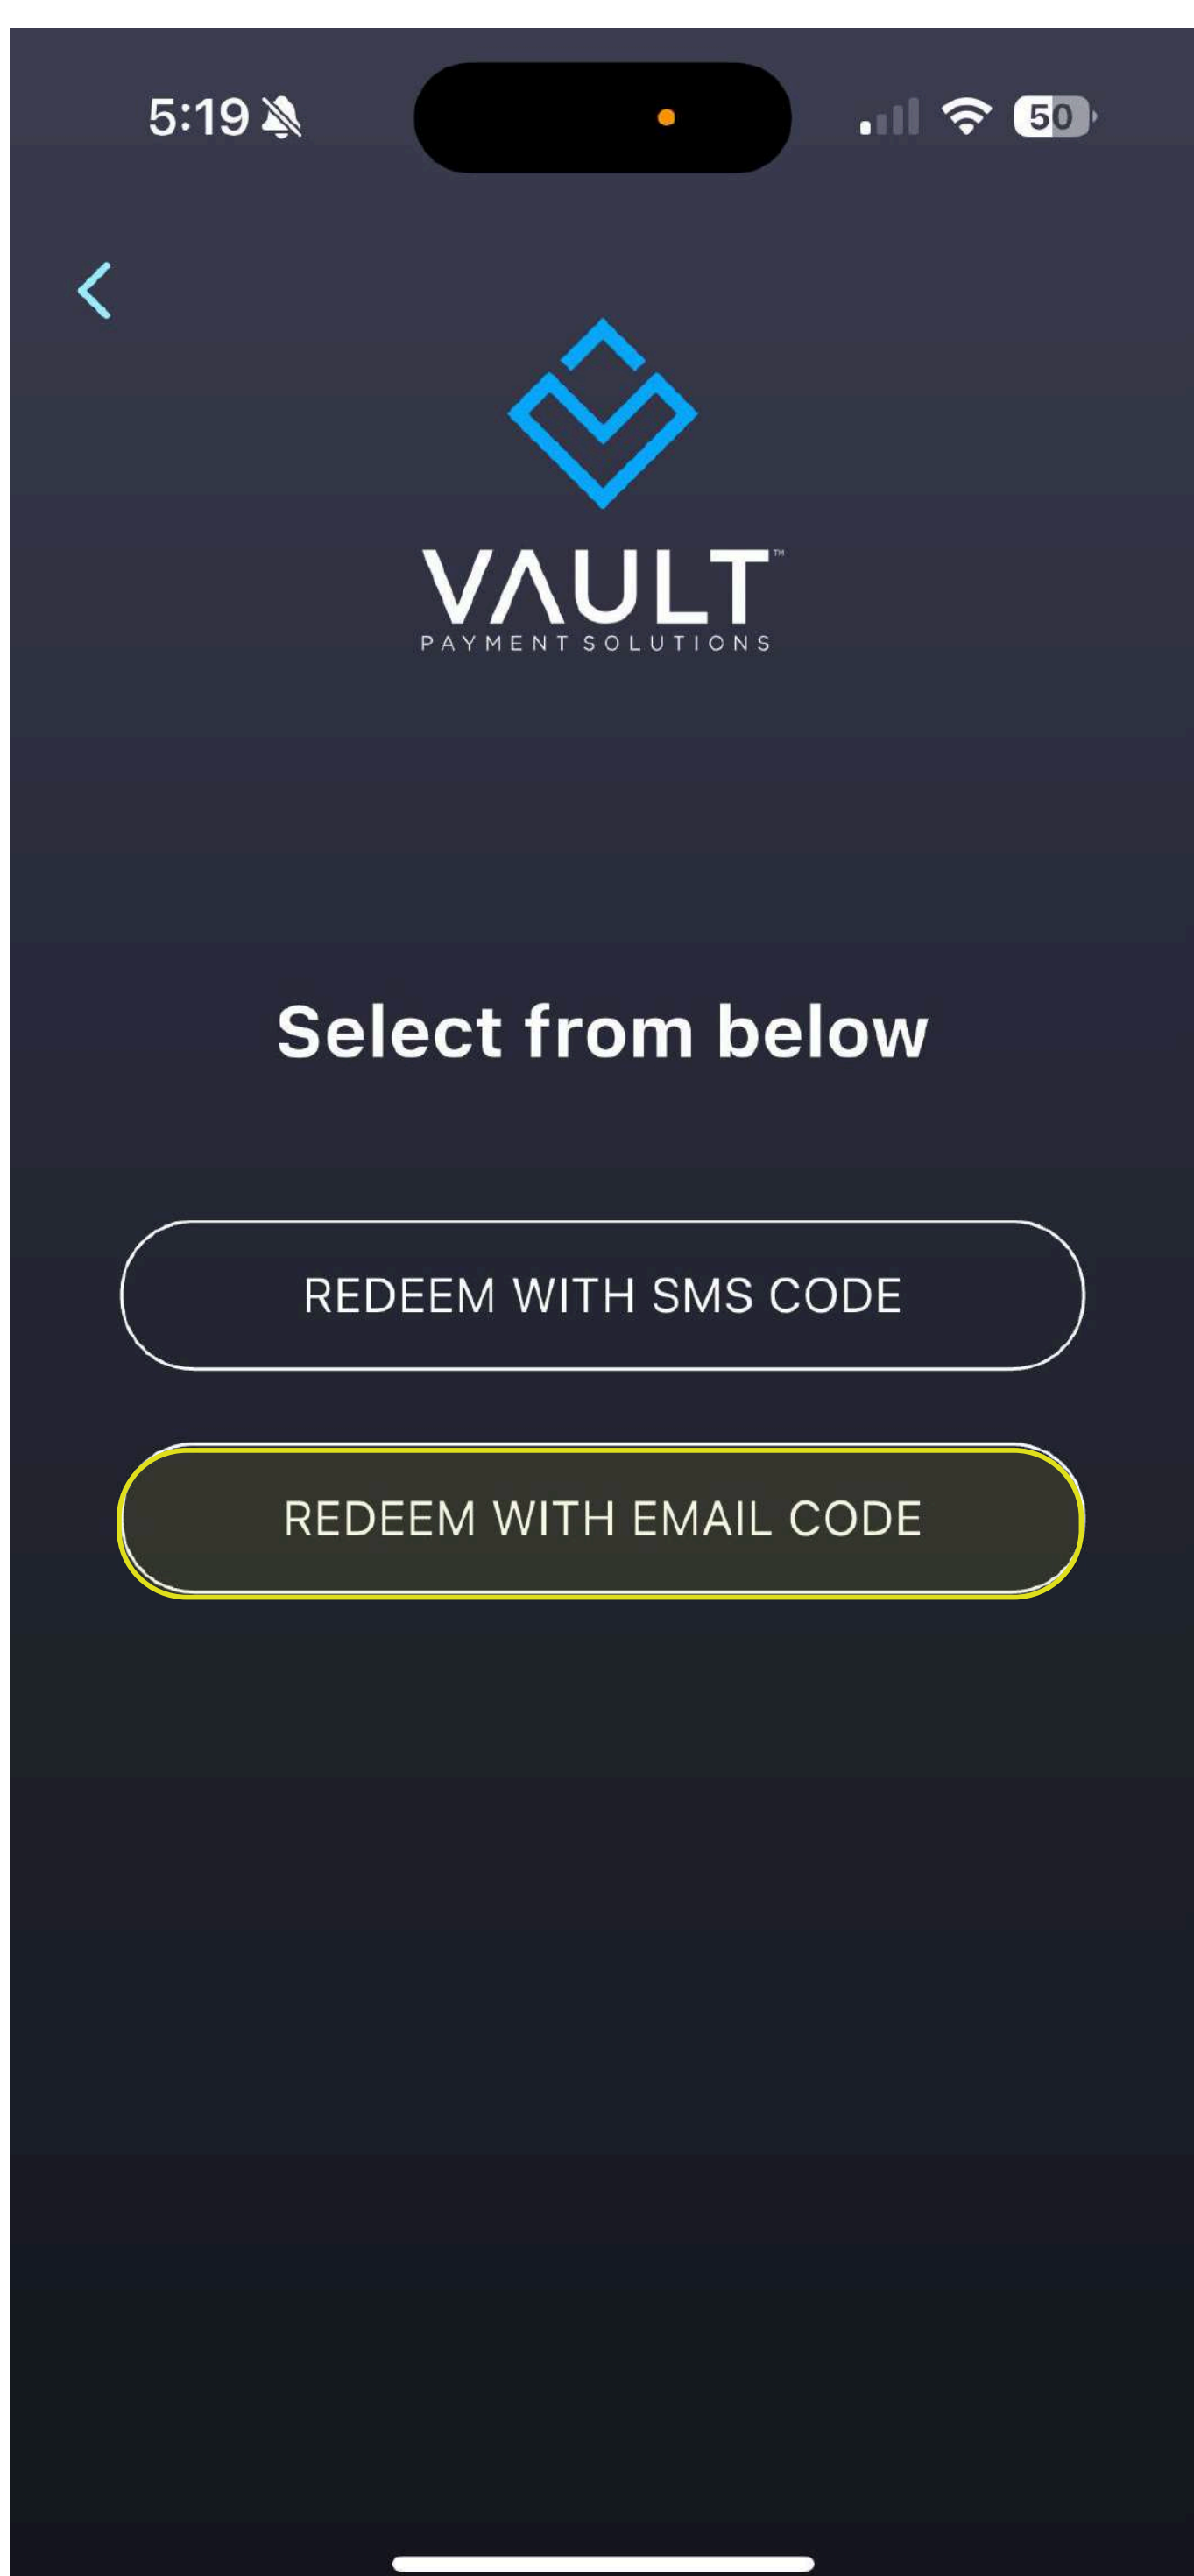 5:19
50
VAULT™
PAYMENT SOLUTIONS
Select from below
REDEEM WITH SMS CODE
REDEEM WITH EMAIL CODE